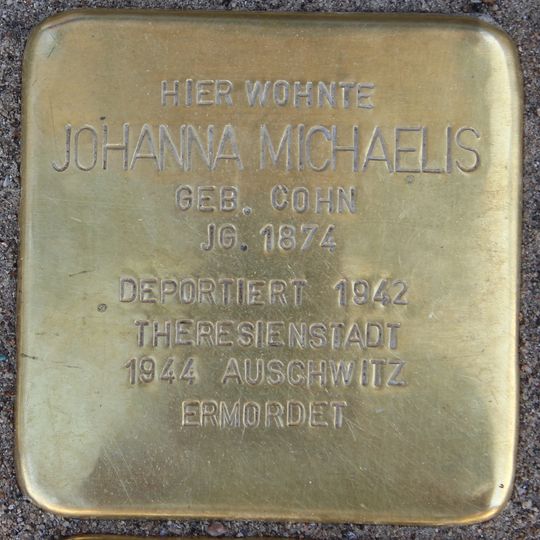 HIER WOHNTE
JOHANNA MICHAELIS
GEB. COHN
JG. 1874
DEPORTIERT 1942
THERESIENSTADT
1944 AUSCHWITZ
ERMORDET